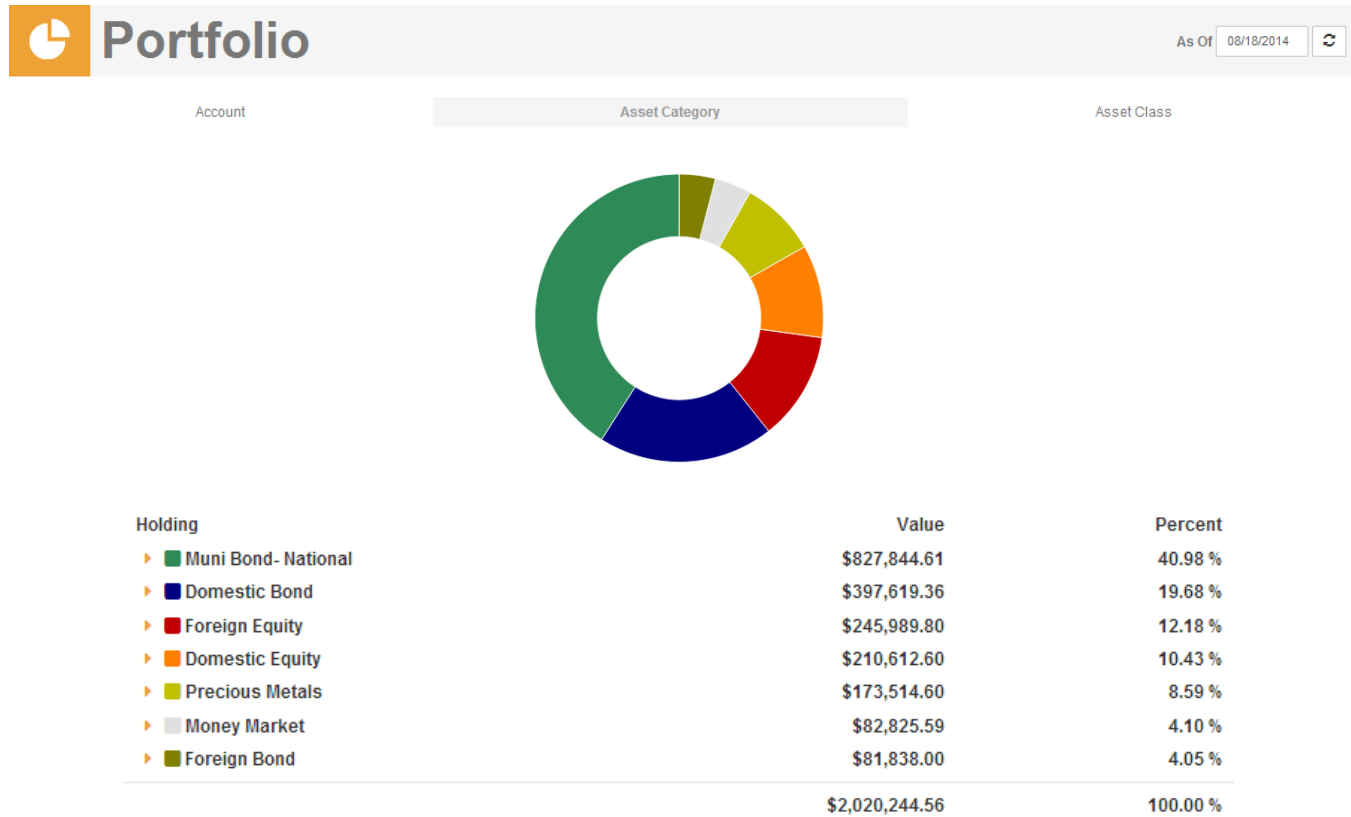 Portfolio
As Of 08/18/2014
Account Asset Category Asset Class
Holding Value Percent
Muni Bond- National $827,844.61 40.98 %
Domestic Bond $397,619.36 19.68 %
Foreign Equity $245,989.80 12.18 %
Domestic Equity $210,612.60 10.43 %
Precious Metals $173,514.60 8.59 %
Money Market $82,825.59 4.10 %
Foreign Bond $81,838.00 4.05 %
$2,020,244.56 100.00 %